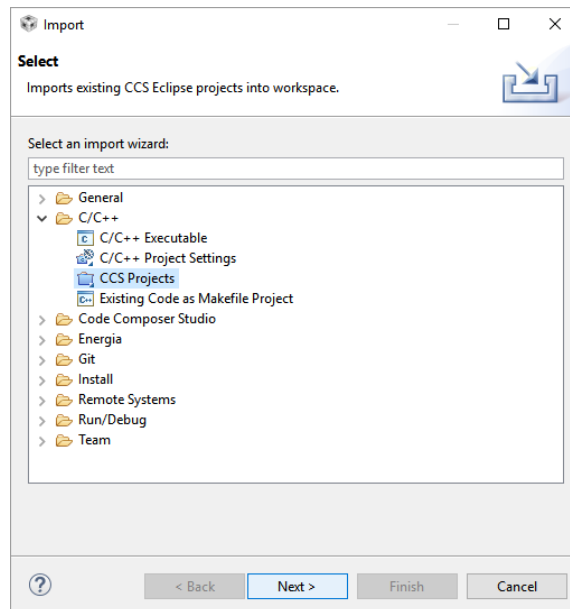 Import
Select
Imports existing CCS Eclipse projects into workspace.
Select an import wizard:
type filter text
General
C/C++
C/C++ Executable
C/C++ Project Settings
CCS Projects
Existing Code as Makefile Project
Code Composer Studio
Energia
Git
Install
Remote Systems
Run/Debug
Team
? < Back Next > Finish Cancel